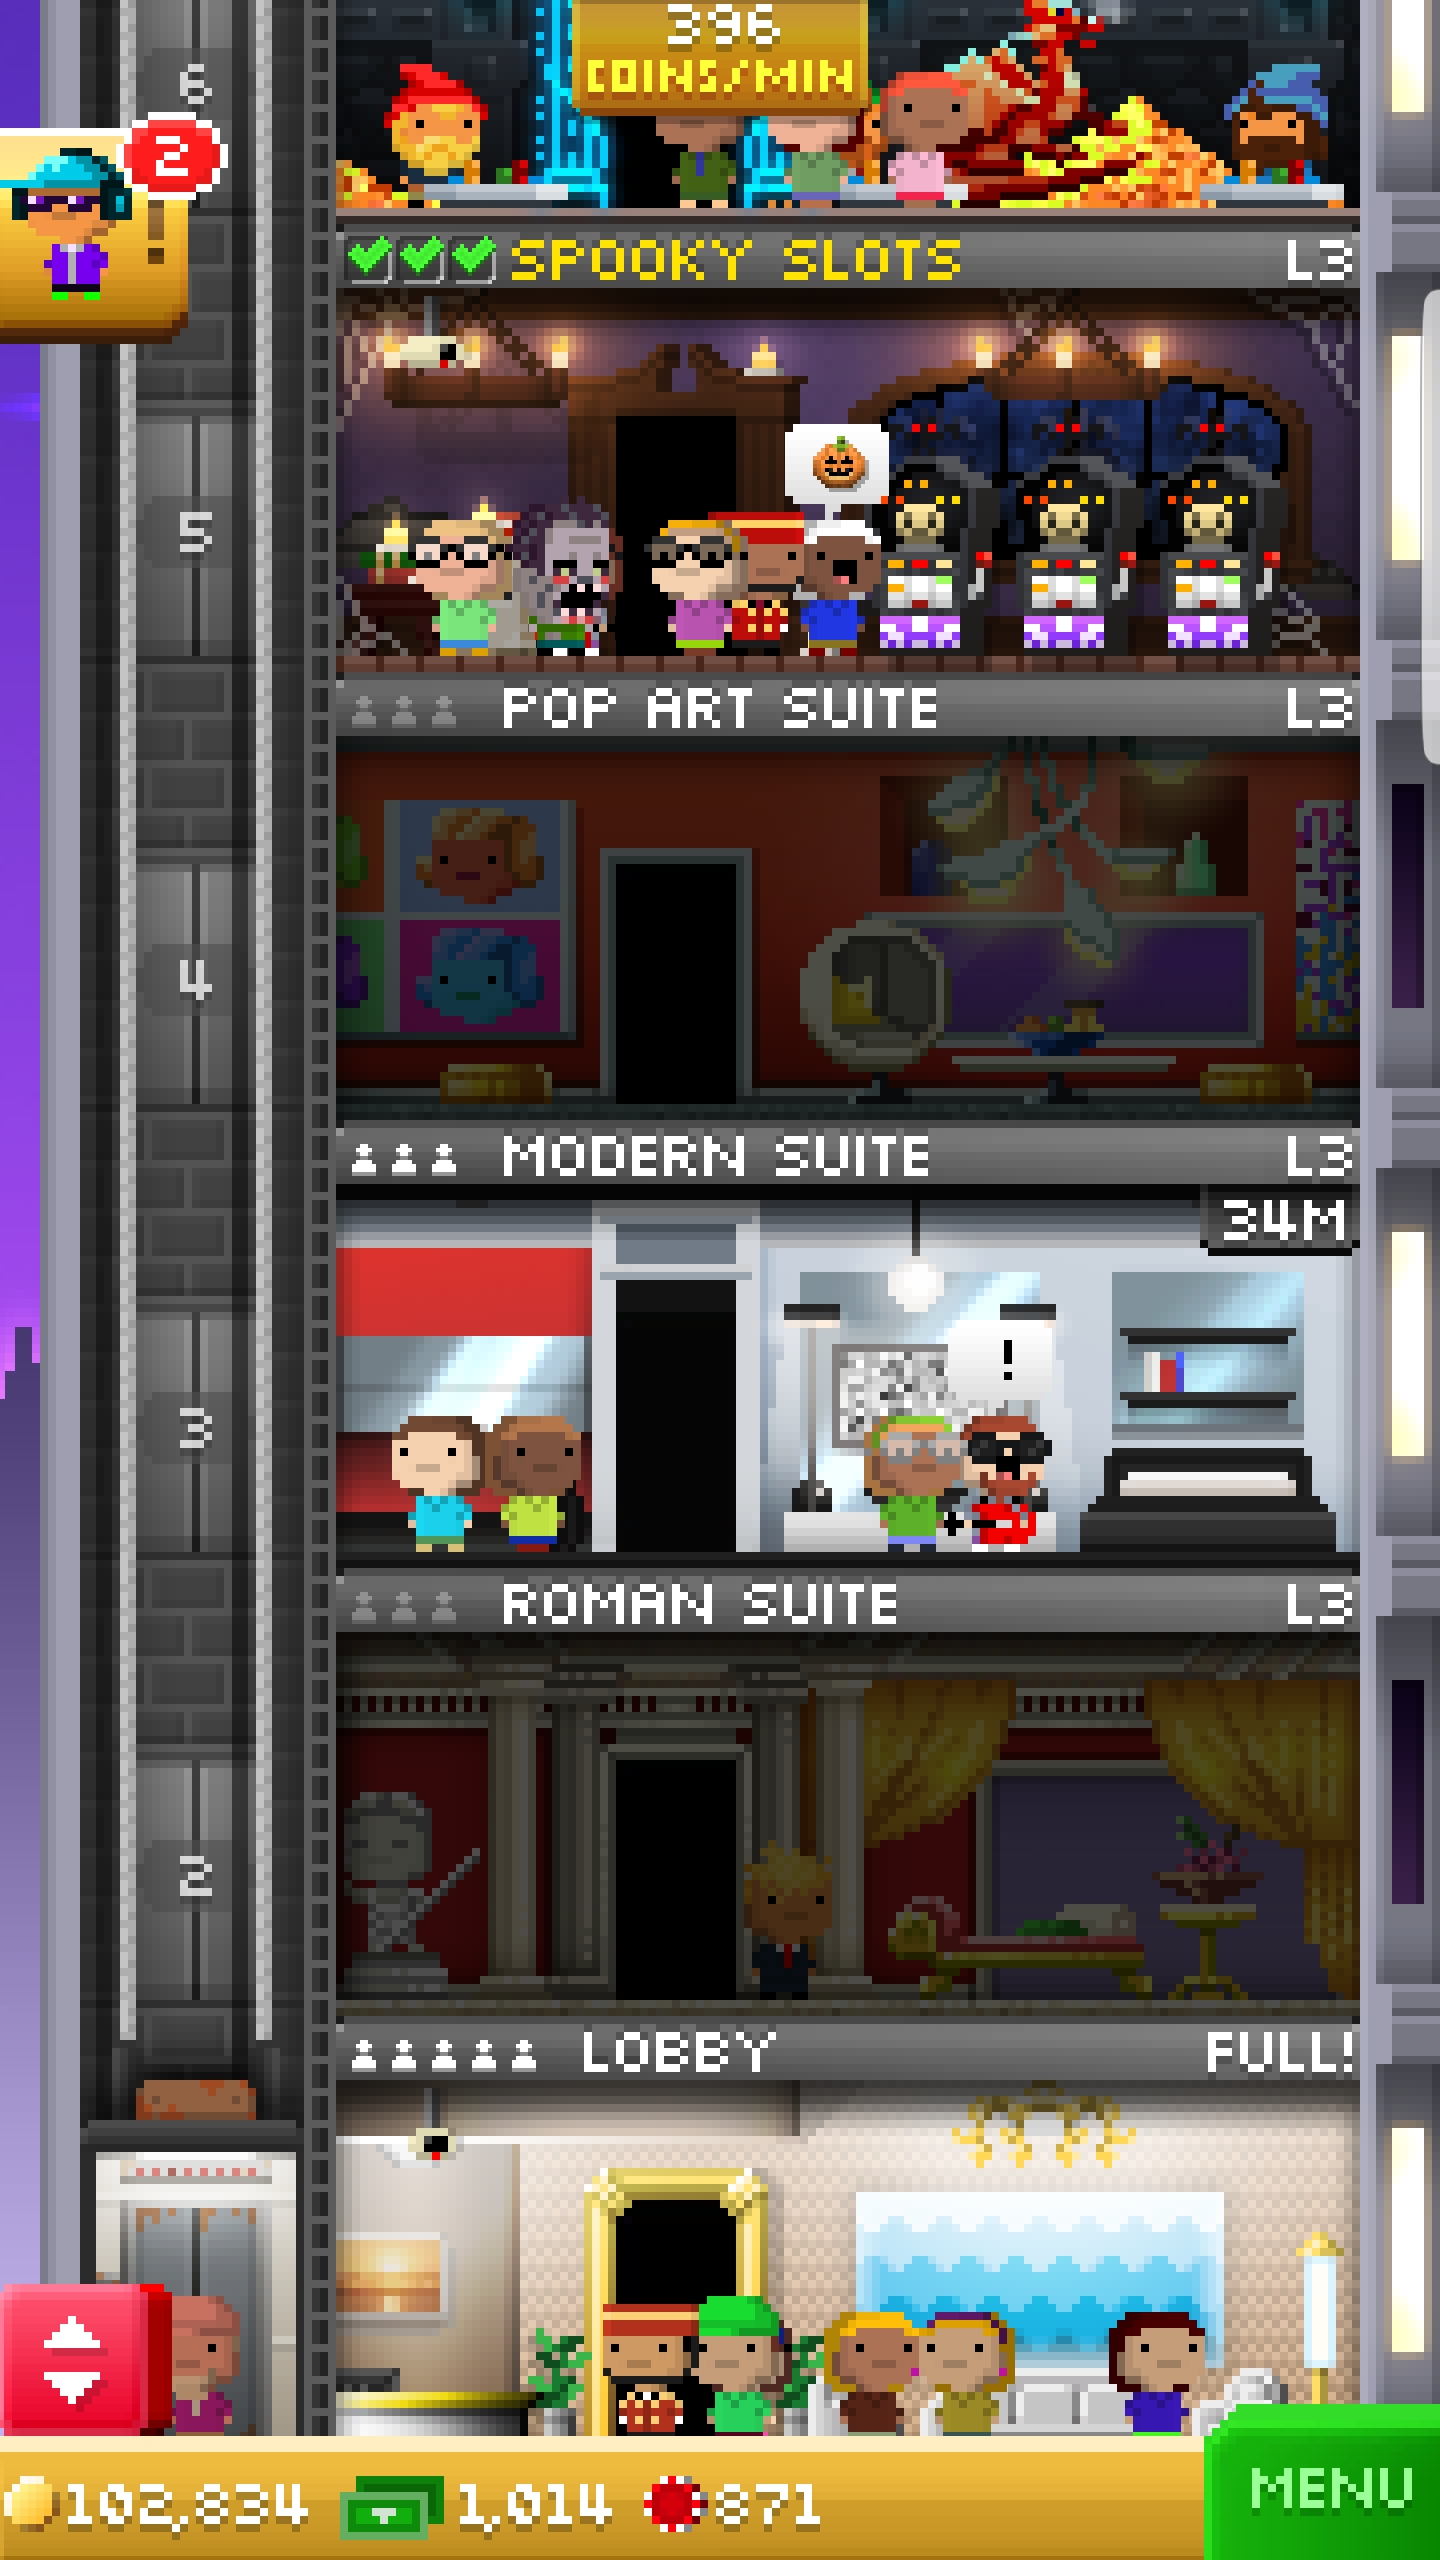 396
COINS/MIN
6
2
SPOOKY SLOTS L3
5
POP ART SUITE L3
4
MODERN SUITE L3
34M
!
3
ROMAN SUITE L3
2
LOBBY FULL!
102,834 1,014 871
MENU